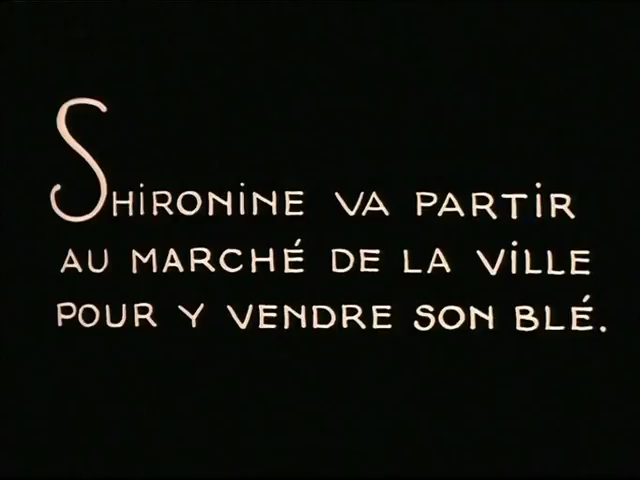 SHiRONiNE VA PARTiR
AU MARCHÉ DE LA ViLLE
POUR Y VENDRE SON BLÉ.